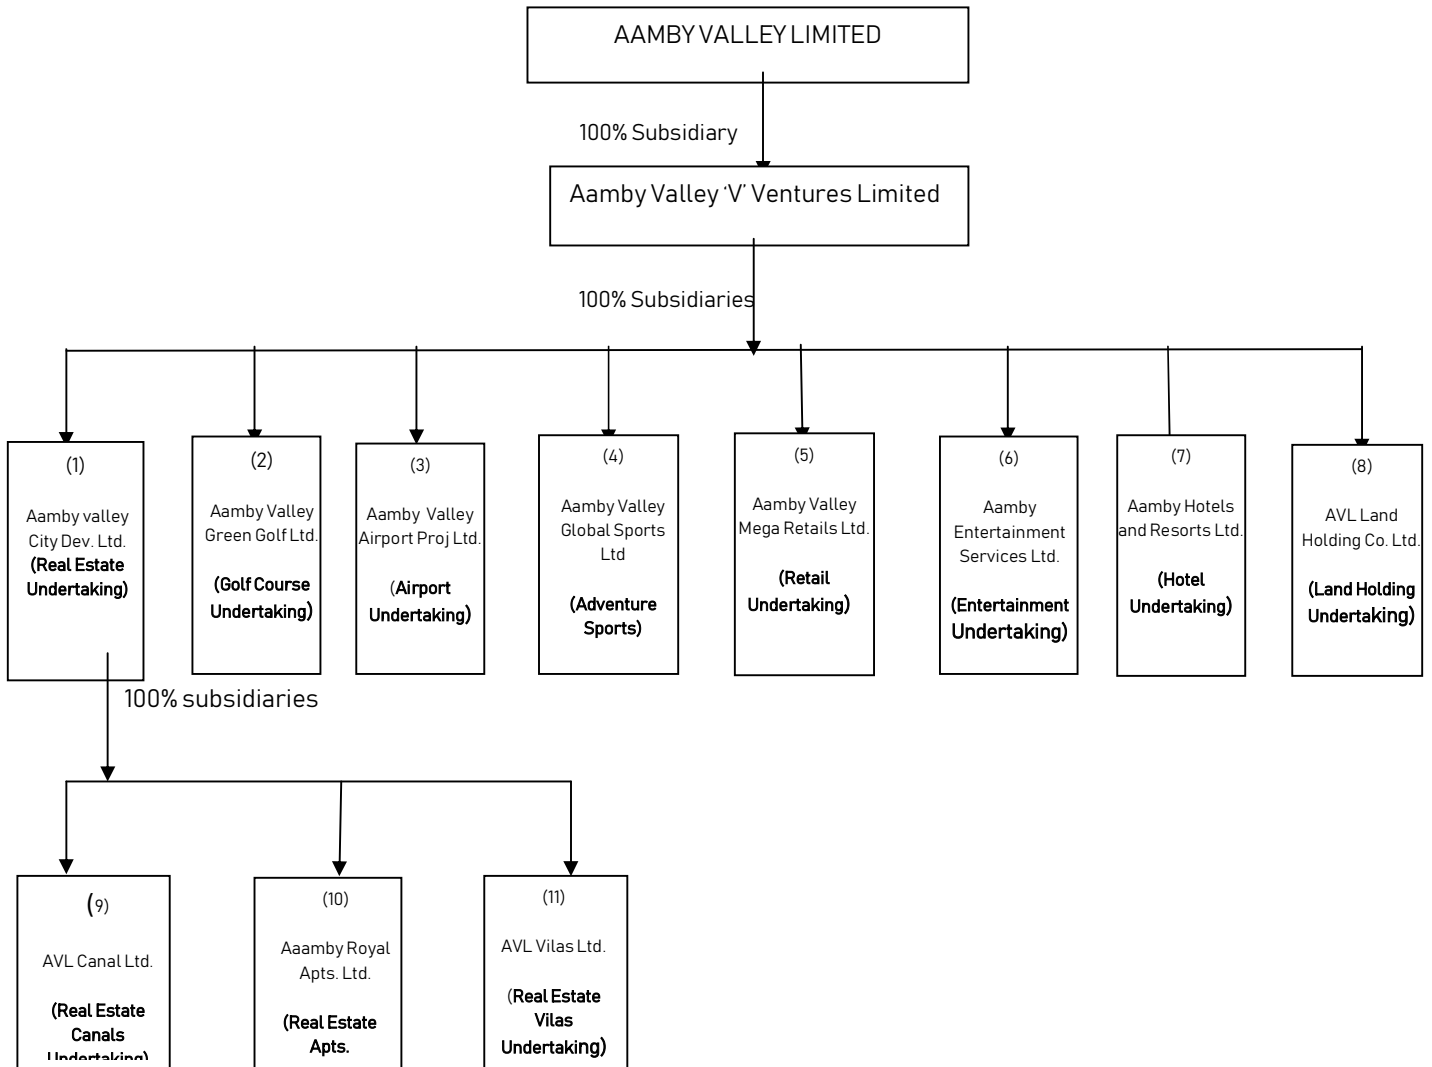 AAMBY VALLEY LIMITED
100% Subsidiary
Aamby Valley ‘V’ Ventures Limited
100% Subsidiaries
(1)
Aamby valley
City Dev. Ltd.
(Real Estate
Undertaking)
(2)
Aamby Valley
Green Golf Ltd.
(Golf Course
Undertaking)
(3)
Aamby Valley
Airport Proj Ltd.
(Airport
Undertaking)
(4)
Aamby Valley
Global Sports
Ltd
(Adventure
Sports)
(5)
Aamby Valley
Mega Retails Ltd.
(Retail
Undertaking)
(6)
Aamby
Entertainment
Services Ltd.
(Entertainment
Undertaking)
(7)
Aamby Hotels
and Resorts Ltd.
(Hotel
Undertaking)
(8)
AVL Land
Holding Co. Ltd.
(Land Holding
Undertaking)
100% subsidiaries
(9)
AVL Canal Ltd.
(Real Estate
Canals
Undertaking)
(10)
Aaamby Royal
Apts. Ltd.
(Real Estate
Apts.
(11)
AVL Vilas Ltd.
(Real Estate
Vilas
Undertaking)